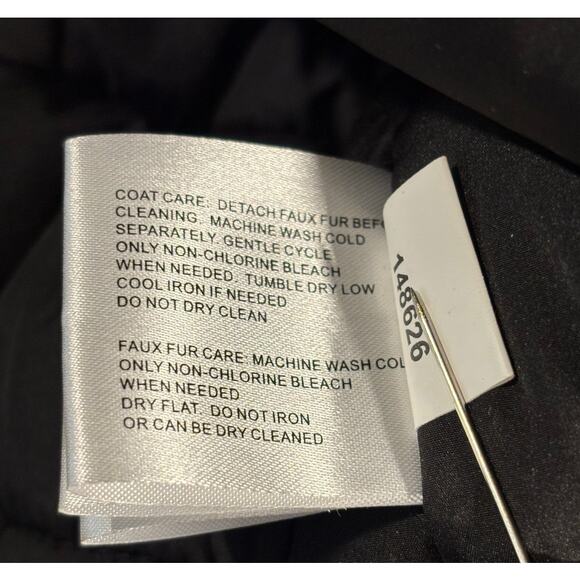 COAT CARE: DETACH FAUX FUR BEFO
CLEANING. MACHINE WASH COLD
SEPARATELY. GENTLE CYCLE.
ONLY NON-CHLORINE BLEACH
WHEN NEEDED. TUMBLE DRY LOW
COOL IRON IF NEEDED
DO NOT DRY CLEAN
FAUX FUR CARE: MACHINE WASH COL
ONLY NON-CHLORINE BLEACH
WHEN NEEDED
DRY FLAT. DO NOT IRON
OR CAN BE DRY CLEANED
148626